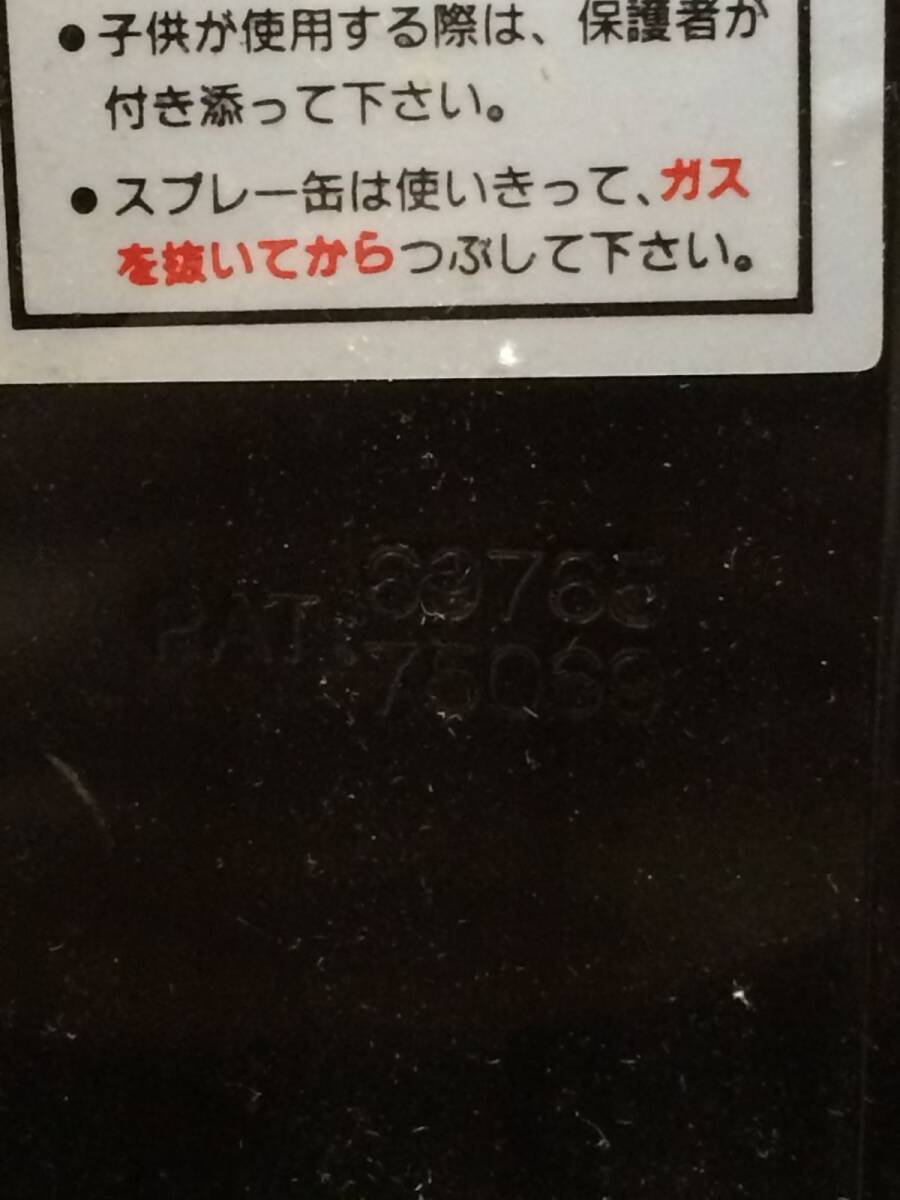 ●子供が使用する際は、保護者が
付き添って下さい。
●スプレー缶は使いきって、ガス
を抜いてからつぶして下さい。
PAT.